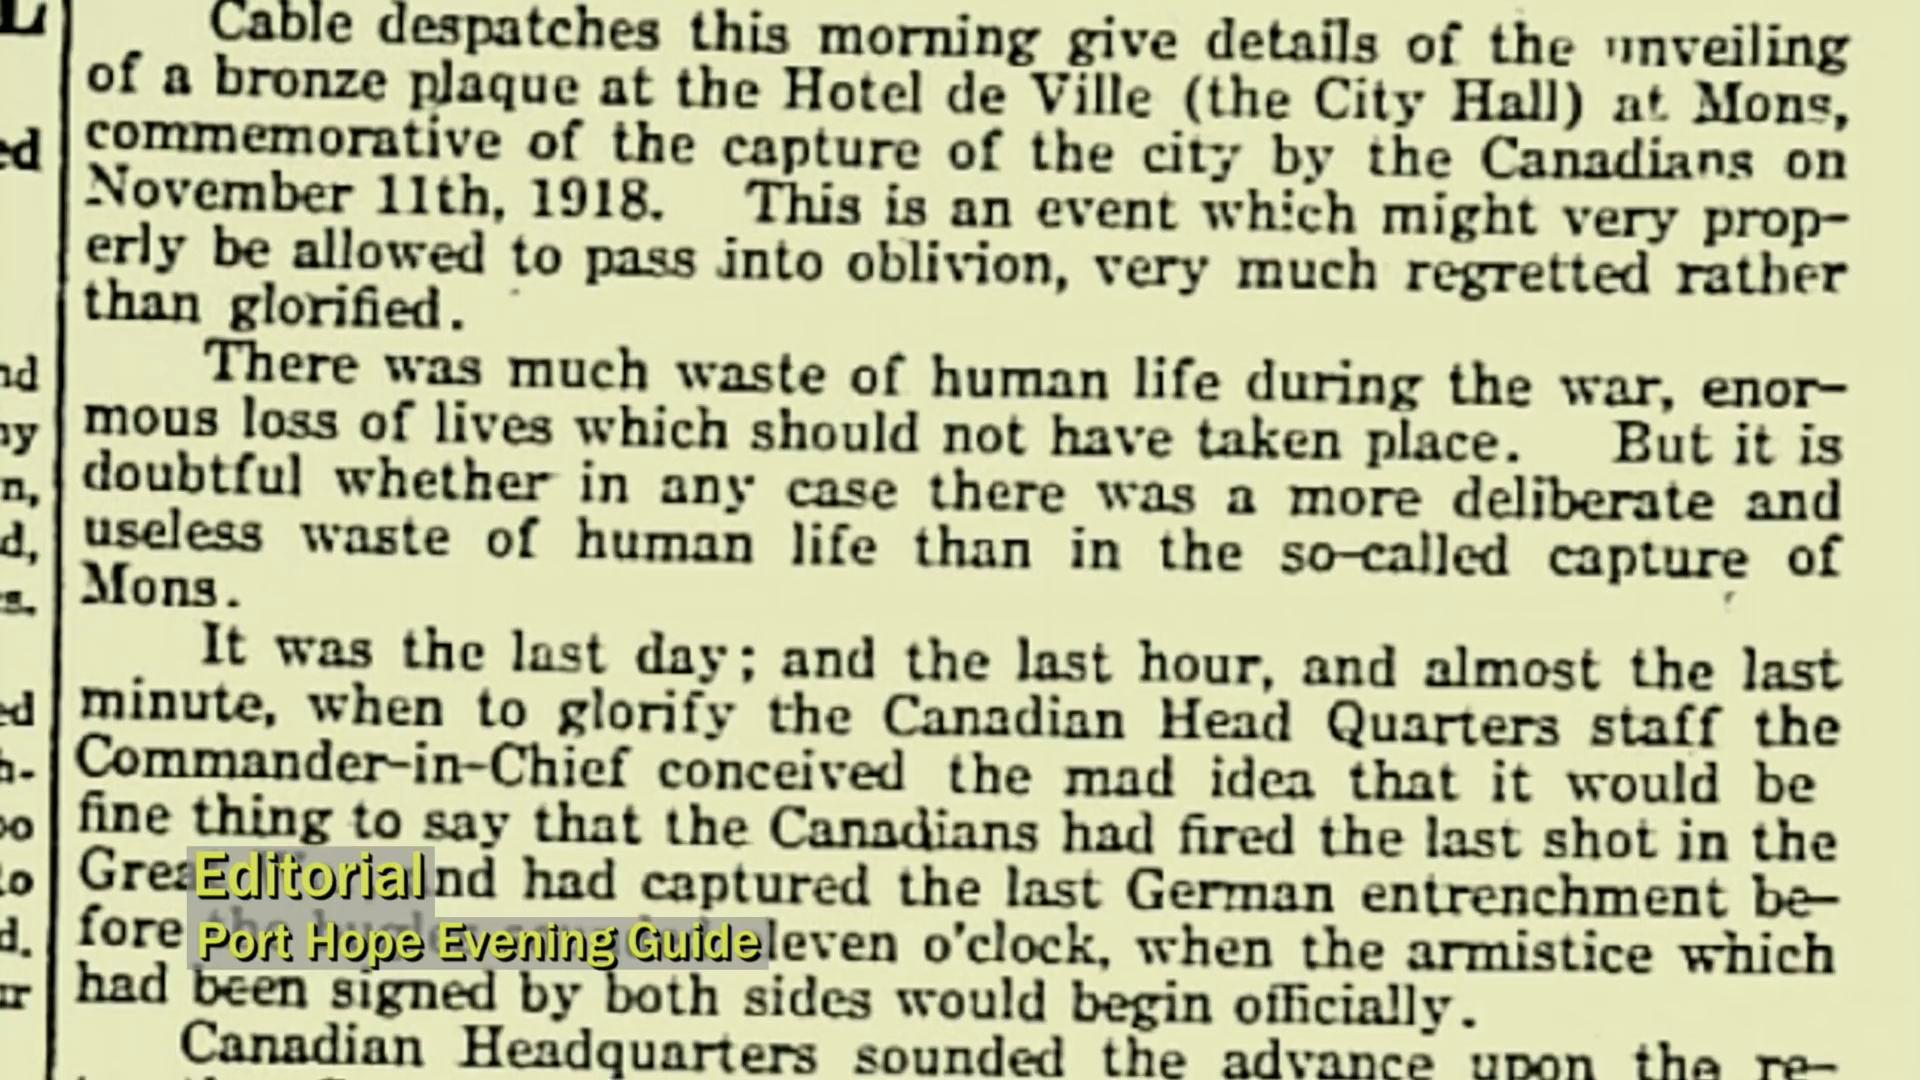 L
ed
nd
ny
n,
d,
s.
ed
h-
oo
to
d.
ur
Cable despatches this morning give details of the unveiling
of a bronze plaque at the Hotel de Ville (the City Hall) at Mons,
commemorative of the capture of the city by the Canadians on
November 11th, 1918. This is an event which might very prop-
erly be allowed to pass into oblivion, very much regretted rather
than glorified.
There was much waste of human life during the war, enor-
mous loss of lives which should not have taken place. But it is
doubtful whether in any case there was a more deliberate and
useless waste of human life than in the so-called capture of
Mons.
It was the last day; and the last hour, and almost the last
minute, when to glorify the Canadian Head Quarters staff the
Commander-in-Chief conceived the mad idea that it would be
fine thing to say that the Canadians had fired the last shot in the
Grea nd had captured the last German entrenchment be-
fore leven o'clock, when the armistice which
had been signed by both sides would begin officially.
Canadian Headquarters sounded the advance upon the re-
Editorial
Port Hope Evening Guide